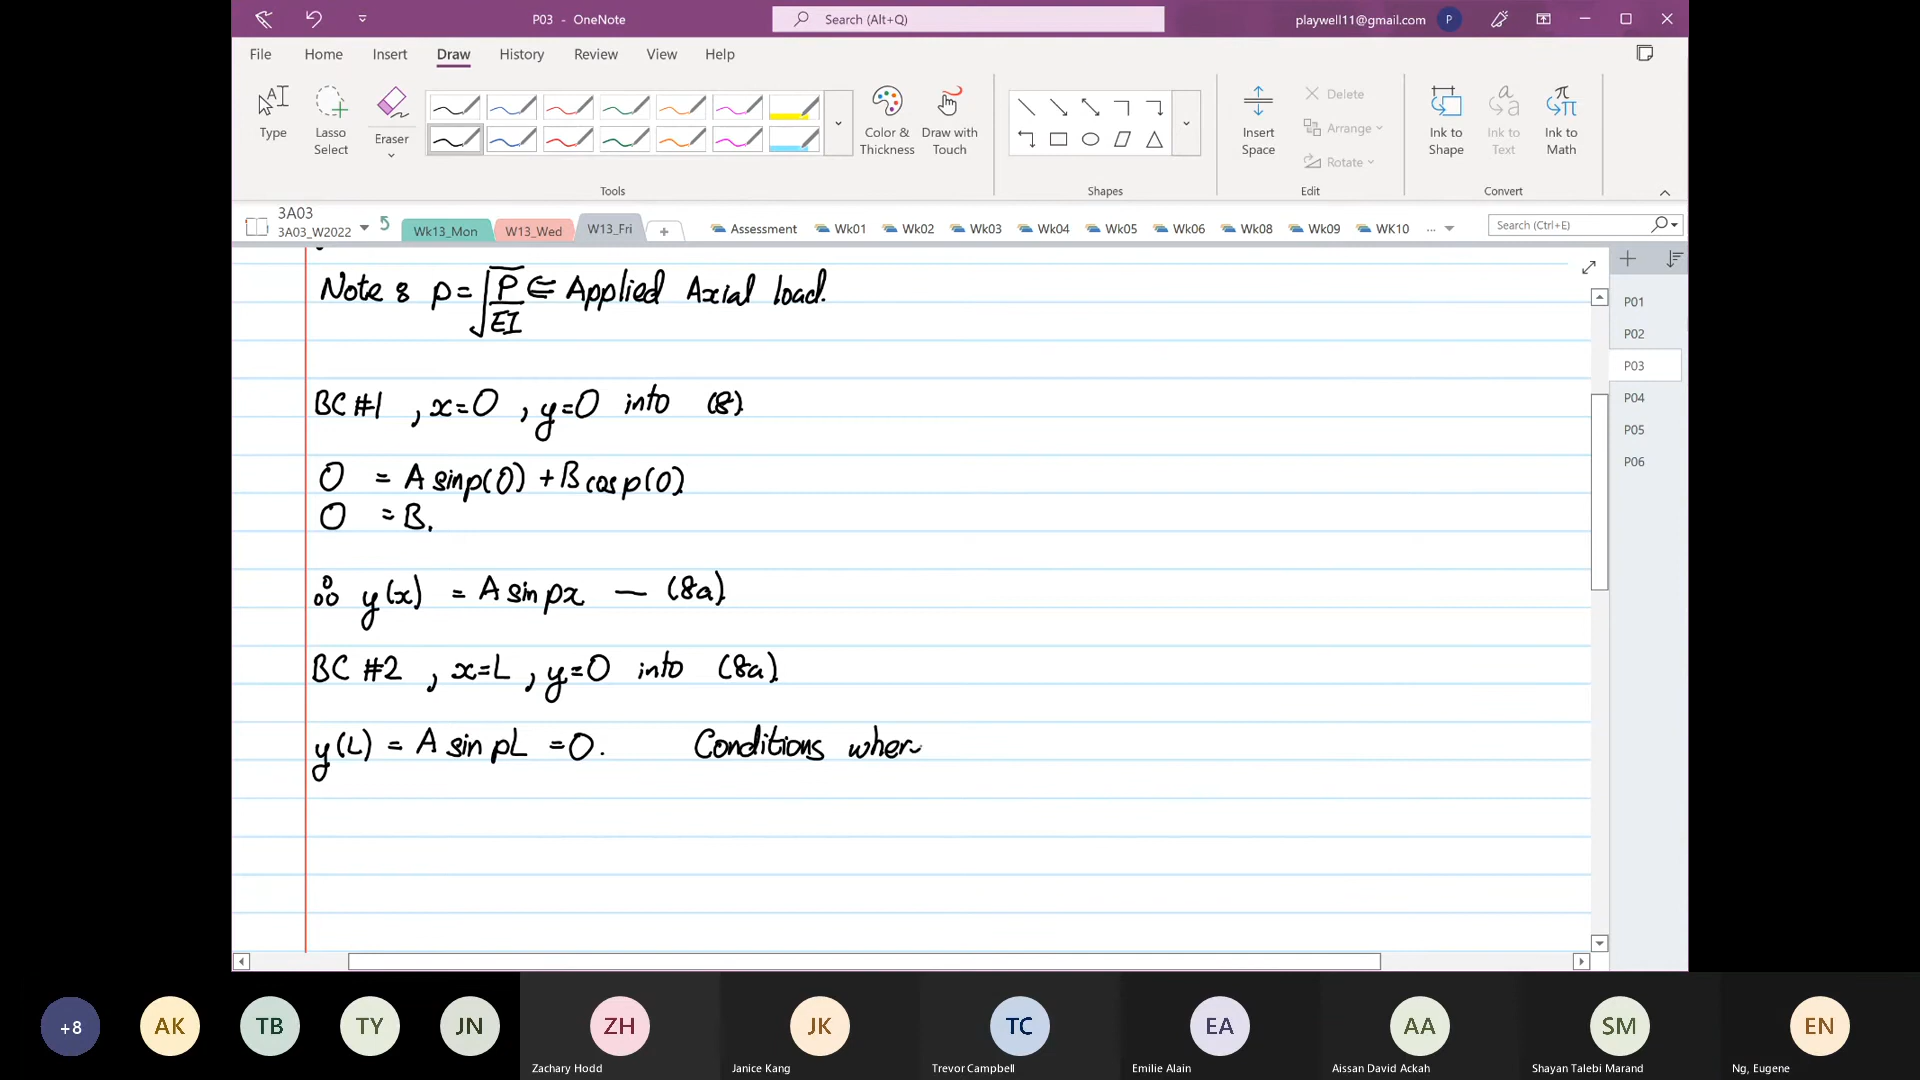 P03 - OneNote
Search (Alt+Q)
playwell11@gmail.com
P
File Home Insert Draw History Review View Help
Type
Lasso Select
Eraser
Color & Thickness
Draw with Touch
Insert Space
Delete
Arrange
Rotate
Ink to Shape
Ink to Text
Ink to Math
Tools Shapes Edit Convert
3A03
3A03_W2022
Wk13_Mon W13_Wed W13_Fri + Assessment Wk01 Wk02 Wk03 Wk04 Wk05 Wk06 Wk08 Wk09 WK10 ...
Search (Ctrl+E)
P01
P02
P03
P04
P05
P06
Note: p = √(P/EI) ⇐ Applied Axial load.
BC #1 , x=0 , y=0 into (8)
0 = A sin p(0) + B cos p(0)
0 = B.
∴ y(x) = A sin px — (8a)
BC #2 , x=L , y=0 into (8a)
y(L) = A sin pL = 0. Conditions wher
+8 AK TB TY JN ZH JK TC EA AA SM EN
Zachary Hodd Janice Kang Trevor Campbell Emilie Alain Aissan David Ackah Shayan Talebi Marand Ng, Eugene